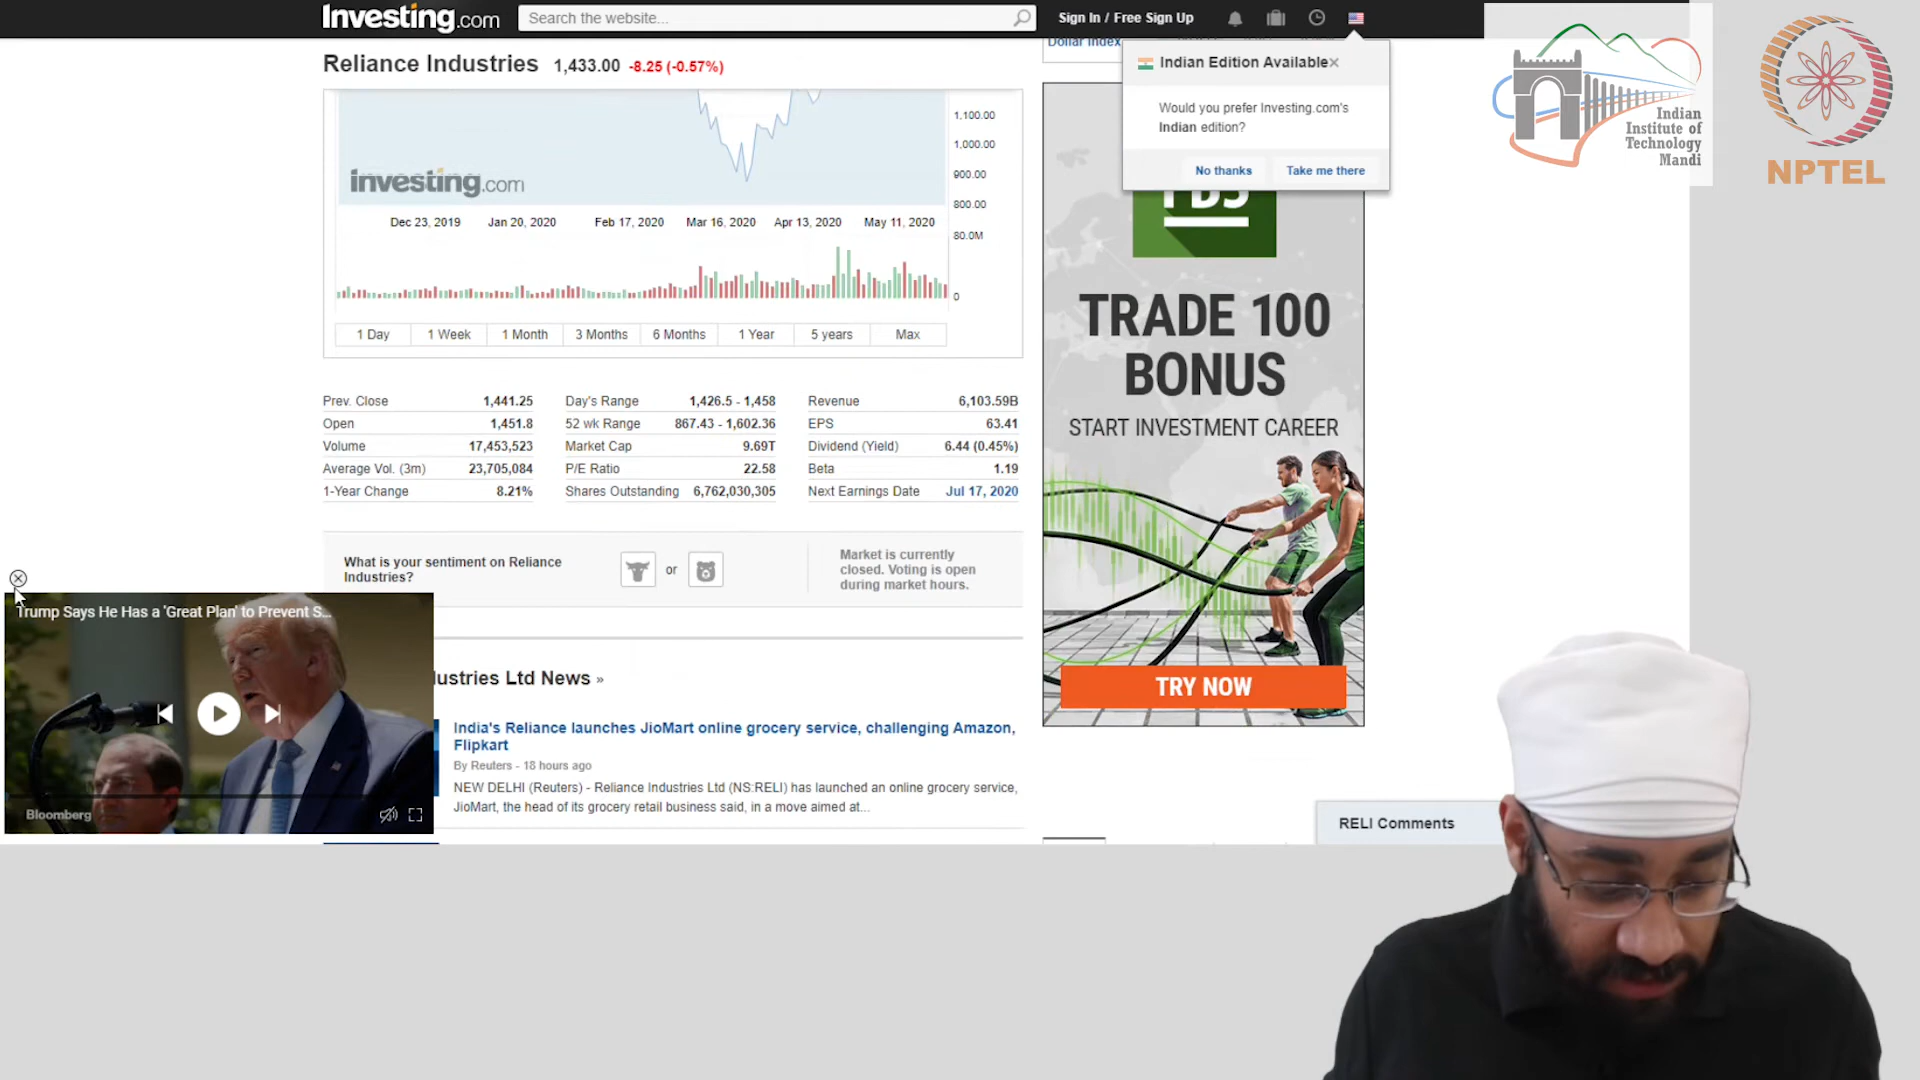 Investing.com
Search the website...
Sign In / Free Sign Up
Dollar Index
Reliance Industries 1,433.00 -8.25 (-0.57%)
Indian Edition Available
Would you prefer Investing.com's
Indian edition?
No thanks
Take me there
Indian
Institute of
Technology
Mandi
NPTEL
1,100.00
1,000.00
900.00
800.00
Investing.com
Dec 23, 2019
Jan 20, 2020
Feb 17, 2020
Mar 16, 2020
Apr 13, 2020
May 11, 2020
80.0M
0
1 Day
1 Week
1 Month
3 Months
6 Months
1 Year
5 years
Max
Prev. Close 1,441.25
Day's Range 1,426.5 - 1,458
Revenue 6,103.59B
Open 1,451.8
52 wk Range 867.43 - 1,602.36
EPS 63.41
Volume 17,453,523
Market Cap 9.69T
Dividend (Yield) 6.44 (0.45%)
Average Vol. (3m) 23,705,084
P/E Ratio 22.58
Beta 1.19
1-Year Change 8.21%
Shares Outstanding 6,762,030,305
Next Earnings Date Jul 17, 2020
What is your sentiment on Reliance
Industries?
or
Market is currently
closed. Voting is open
during market hours.
TRADE 100
BONUS
START INVESTMENT CAREER
TRY NOW
Trump Says He Has a 'Great Plan' to Prevent S...
Bloomberg
ustries Ltd News »
India's Reliance launches JioMart online grocery service, challenging Amazon,
Flipkart
By Reuters - 18 hours ago
NEW DELHI (Reuters) - Reliance Industries Ltd (NS:RELI) has launched an online grocery service,
JioMart, the head of its grocery retail business said, in a move aimed at...
RELI Comments